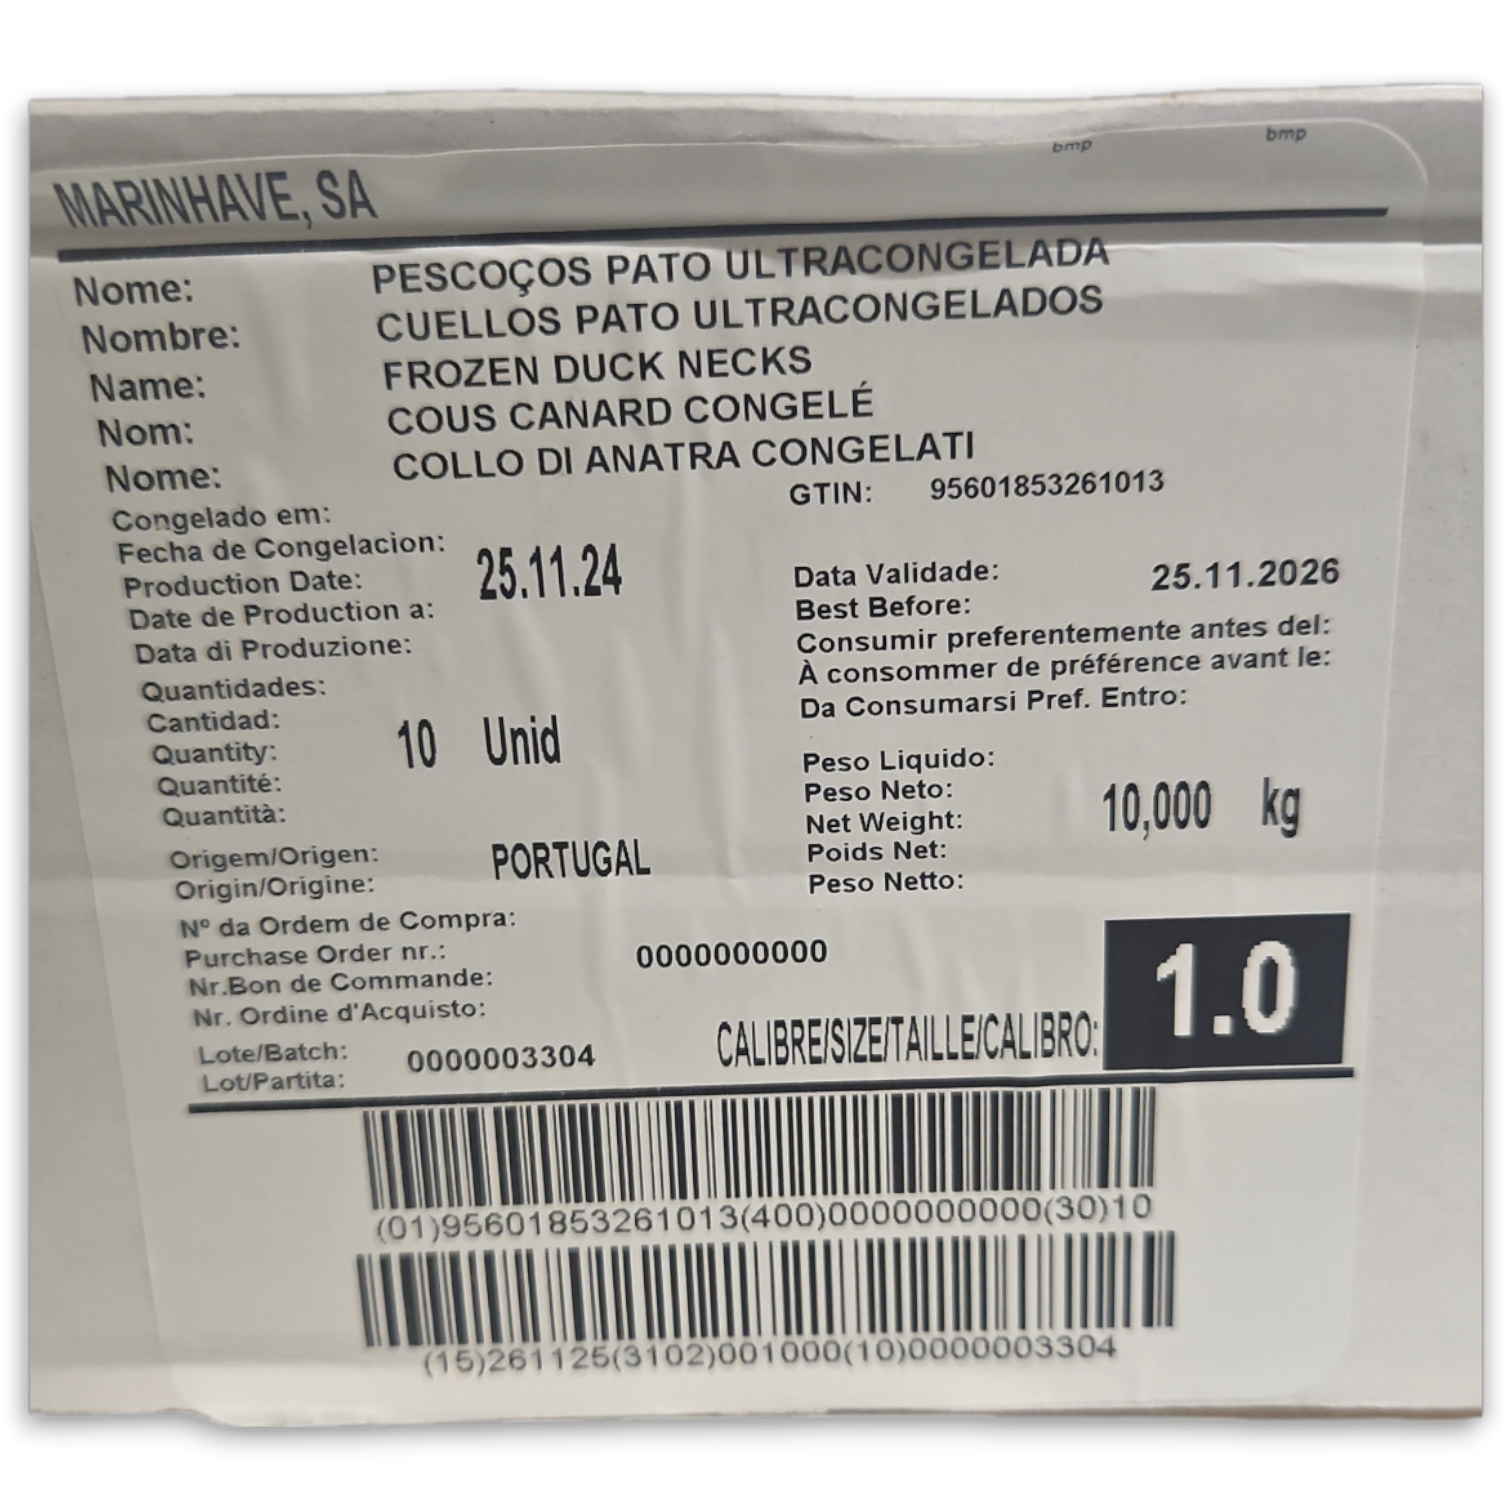 bmp bmp
MARINHAVE, SA
Nome: PESCOÇOS PATO ULTRACONGELADA
Nombre: CUELLOS PATO ULTRACONGELADOS
Name: FROZEN DUCK NECKS
Nom: COUS CANARD CONGELÉ
Nome: COLLO DI ANATRA CONGELATI
GTIN: 95601853261013
Congelado em:
Fecha de Congelacion:
Production Date: 25.11.24
Date de Production a:
Data di Produzione:
Data Validade: 25.11.2026
Best Before:
Consumir preferentemente antes del:
À consommer de préférence avant le:
Da Consumarsi Pref. Entro:
Quantidades:
Cantidad:
Quantity: 10 Unid
Quantité:
Quantità:
Peso Liquido:
Peso Neto:
Net Weight: 10,000 kg
Poids Net:
Peso Netto:
Origem/Origen: PORTUGAL
Origin/Origine:
Nº da Ordem de Compra:
Purchase Order nr.: 0000000000
Nr.Bon de Commande:
Nr. Ordine d'Acquisto:
Lote/Batch: 0000003304
Lot/Partita:
CALIBRE/SIZE/TAILLE/CALIBRO: 1.0
(01)95601853261013(400)0000000000(30)10
(15)261125(3102)001000(10)0000003304